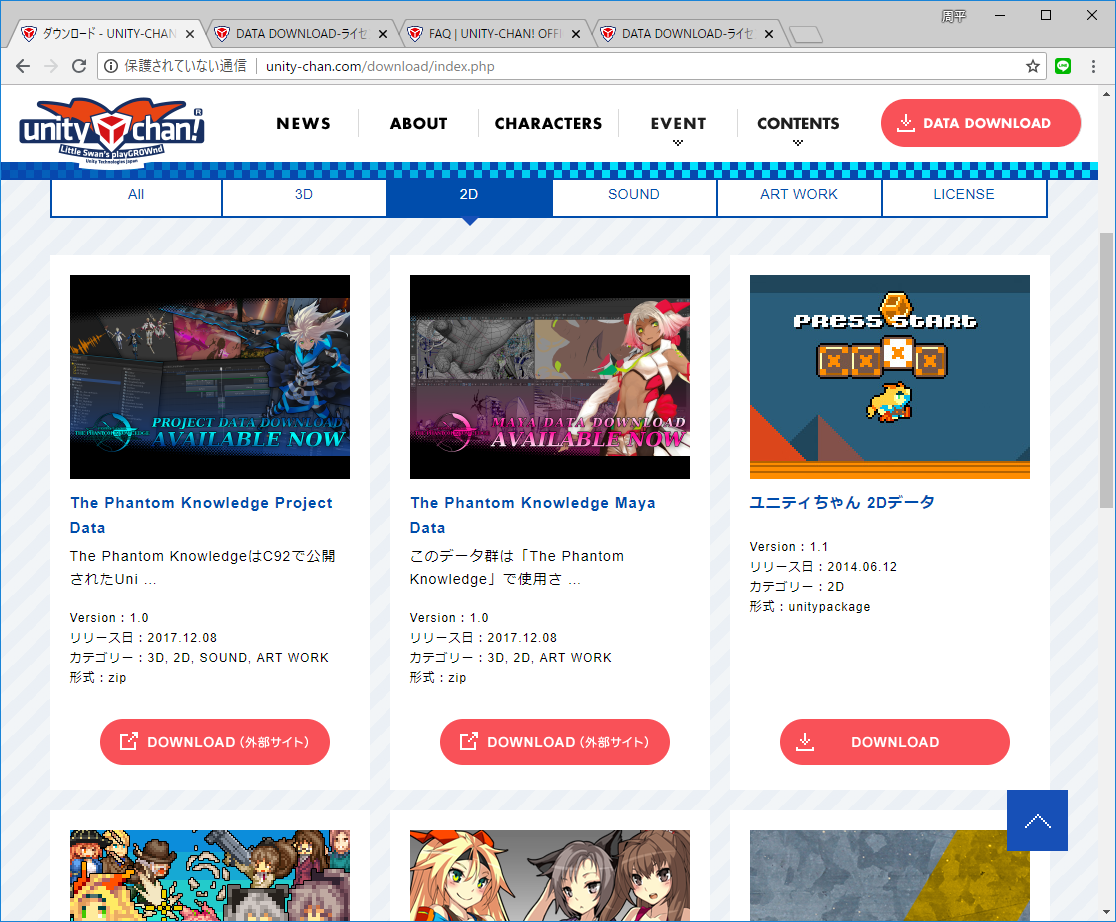 周平
ダウンロード - UNITY-CHAN
DATA DOWNLOAD-ライセ
FAQ | UNITY-CHAN! OFFI
DATA DOWNLOAD-ライセ
保護されていない通信
unity-chan.com/download/index.php
unity-chan!®
Little Swan's playGROWnd
Unity Technologies Japan
NEWS
ABOUT
CHARACTERS
EVENT
CONTENTS
DATA DOWNLOAD
All
3D
2D
SOUND
ART WORK
LICENSE
THE PHANTOM KNOWLEDGE
PROJECT DATA DOWNLOAD
AVAILABLE NOW
The Phantom Knowledge Project
Data
The Phantom KnowledgeはC92で公開
されたUni ...
Version：1.0
リリース日：2017.12.08
カテゴリー：3D, 2D, SOUND, ART WORK
形式：zip
DOWNLOAD（外部サイト）
THE PHANTOM KNOWLEDGE
MAYA DATA DOWNLOAD
AVAILABLE NOW
The Phantom Knowledge Maya
Data
このデータ群は「The Phantom
Knowledge」で使用さ ...
Version：1.0
リリース日：2017.12.08
カテゴリー：3D, 2D, ART WORK
形式：zip
DOWNLOAD（外部サイト）
PRESS START
ユニティちゃん 2Dデータ
Version：1.1
リリース日：2014.06.12
カテゴリー：2D
形式：unitypackage
DOWNLOAD